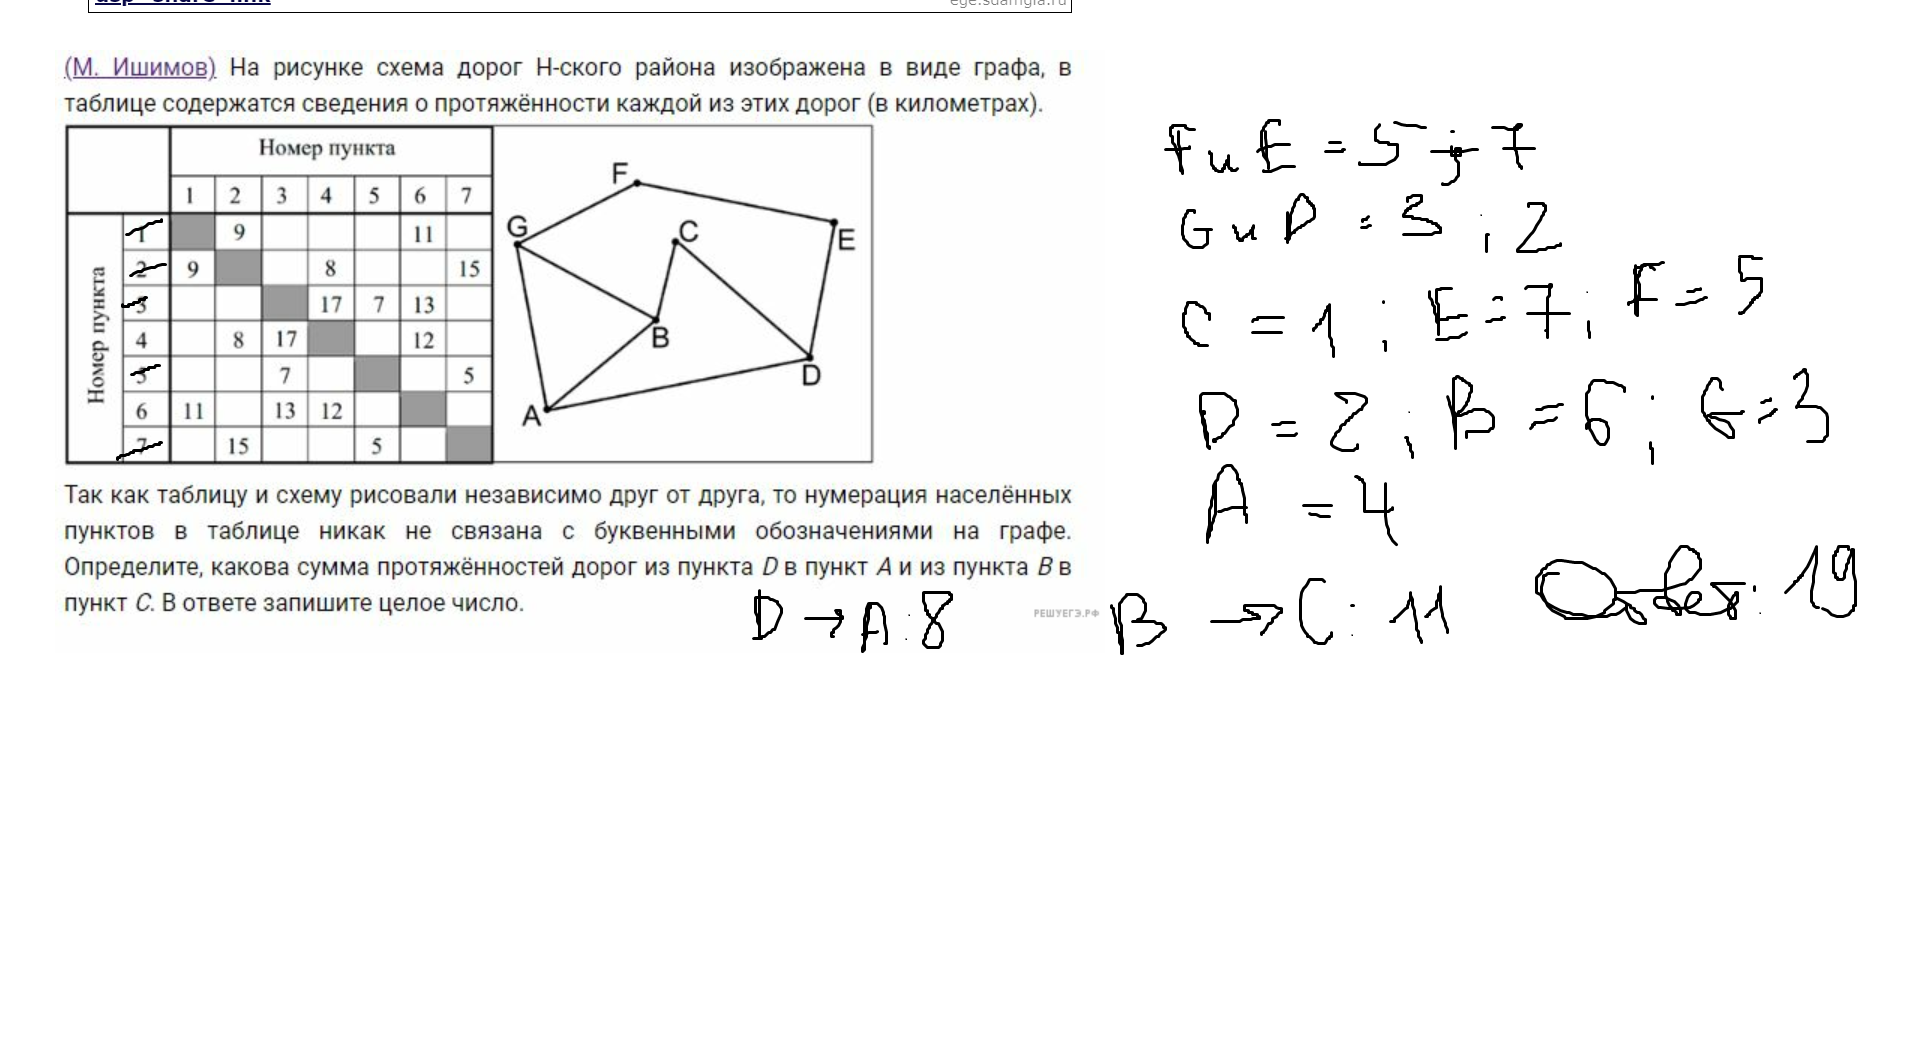 ege.sdamgia.ru
(М. Ишимов) На рисунке схема дорог Н-ского района изображена в виде графа, в
таблице содержатся сведения о протяжённости каждой из этих дорог (в километрах).
Номер пункта
1 2 3 4 5 6 7
Номер пункта
1 9 11
2 9 8 15
3 17 7 13
4 8 17 12
5 7 5
6 11 13 12
7 15 5
F
G
C
E
B
D
A
Так как таблицу и схему рисовали независимо друг от друга, то нумерация населённых
пунктов в таблице никак не связана с буквенными обозначениями на графе.
Определите, какова сумма протяжённостей дорог из пункта D в пункт A и из пункта B в
пункт C. В ответе запишите целое число.
РЕШУЕГЭ.РФ
F и E = 5 ; 7
G и D = 3 ; 2
C = 1 ; E = 7 ; F = 5
D = 2 ; B = 6 ; G = 3
A = 4
D → A : 8
B → C : 11
Ответ: 19